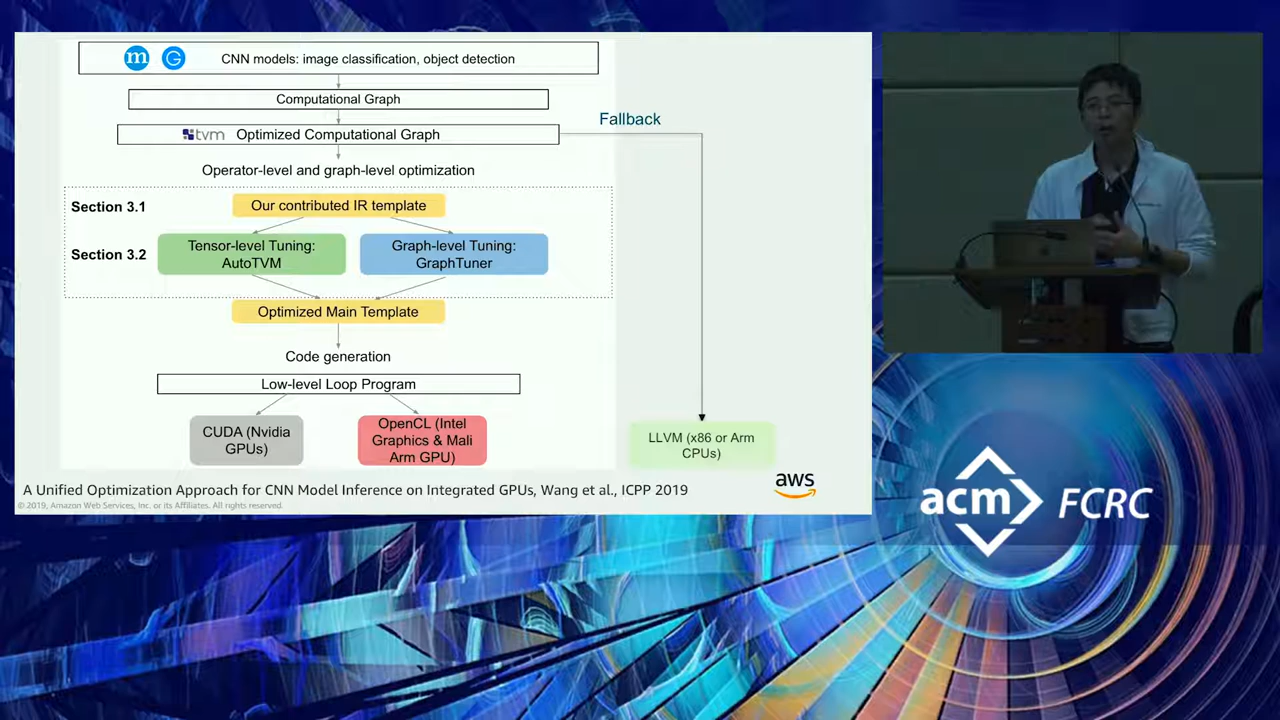 m G CNN models: image classification, object detection
Computational Graph
Fallback
tvm Optimized Computational Graph
Operator-level and graph-level optimization
Section 3.1
Our contributed IR template
Section 3.2
Tensor-level Tuning:
AutoTVM
Graph-level Tuning:
GraphTuner
Optimized Main Template
Code generation
Low-level Loop Program
CUDA (Nvidia
GPUs)
OpenCL (Intel
Graphics & Mali
Arm GPU)
LLVM (x86 or Arm
CPUs)
A Unified Optimization Approach for CNN Model Inference on Integrated GPUs, Wang et al., ICPP 2019
aws
© 2019, Amazon Web Services, Inc. or its Affiliates. All rights reserved.
acm FCRC